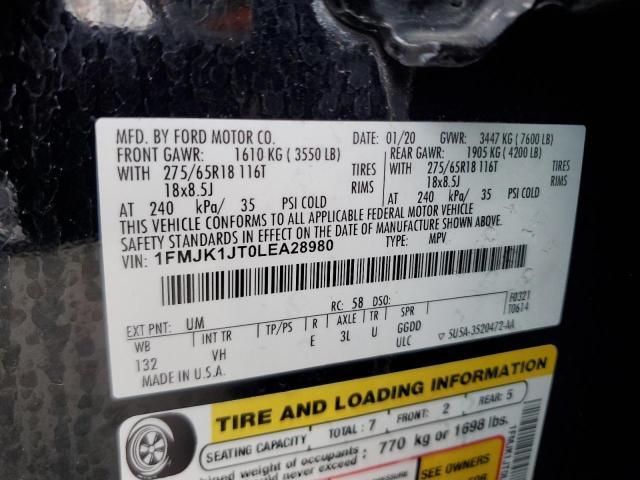 MFD. BY FORD MOTOR CO. DATE: 01/20 GVWR: 3447 KG ( 7600 LB)
FRONT GAWR: 1610 KG ( 3550 LB) REAR GAWR: 1905 KG ( 4200 LB)
WITH 275/65R18 116T TIRES WITH 275/65R18 116T TIRES
18x8.5J RIMS 18x8.5J RIMS
AT 240 kPa/ 35 PSI COLD AT 240 kPa/ 35 PSI COLD
THIS VEHICLE CONFORMS TO ALL APPLICABLE FEDERAL MOTOR VEHICLE
SAFETY STANDARDS IN EFFECT ON THE DATE OF MANUFACTURE SHOWN ABOVE.
VIN: 1FMJK1JT0LEA28980 TYPE: MPV
EXT PNT: UM RC: 58 DSO: F0321
T0614
WB INT TR TP/PS R AXLE TR SPR
132 VH E 3L U GGDD
ULC 5U5A-3520472-AA
MADE IN U.S.A.
TIRE AND LOADING INFORMATION
SEATING CAPACITY TOTAL: 7 FRONT: 2 REAR: 5
weight of occupants
never exceed: 770 kg or 1698 lbs.
SEE OWNERS